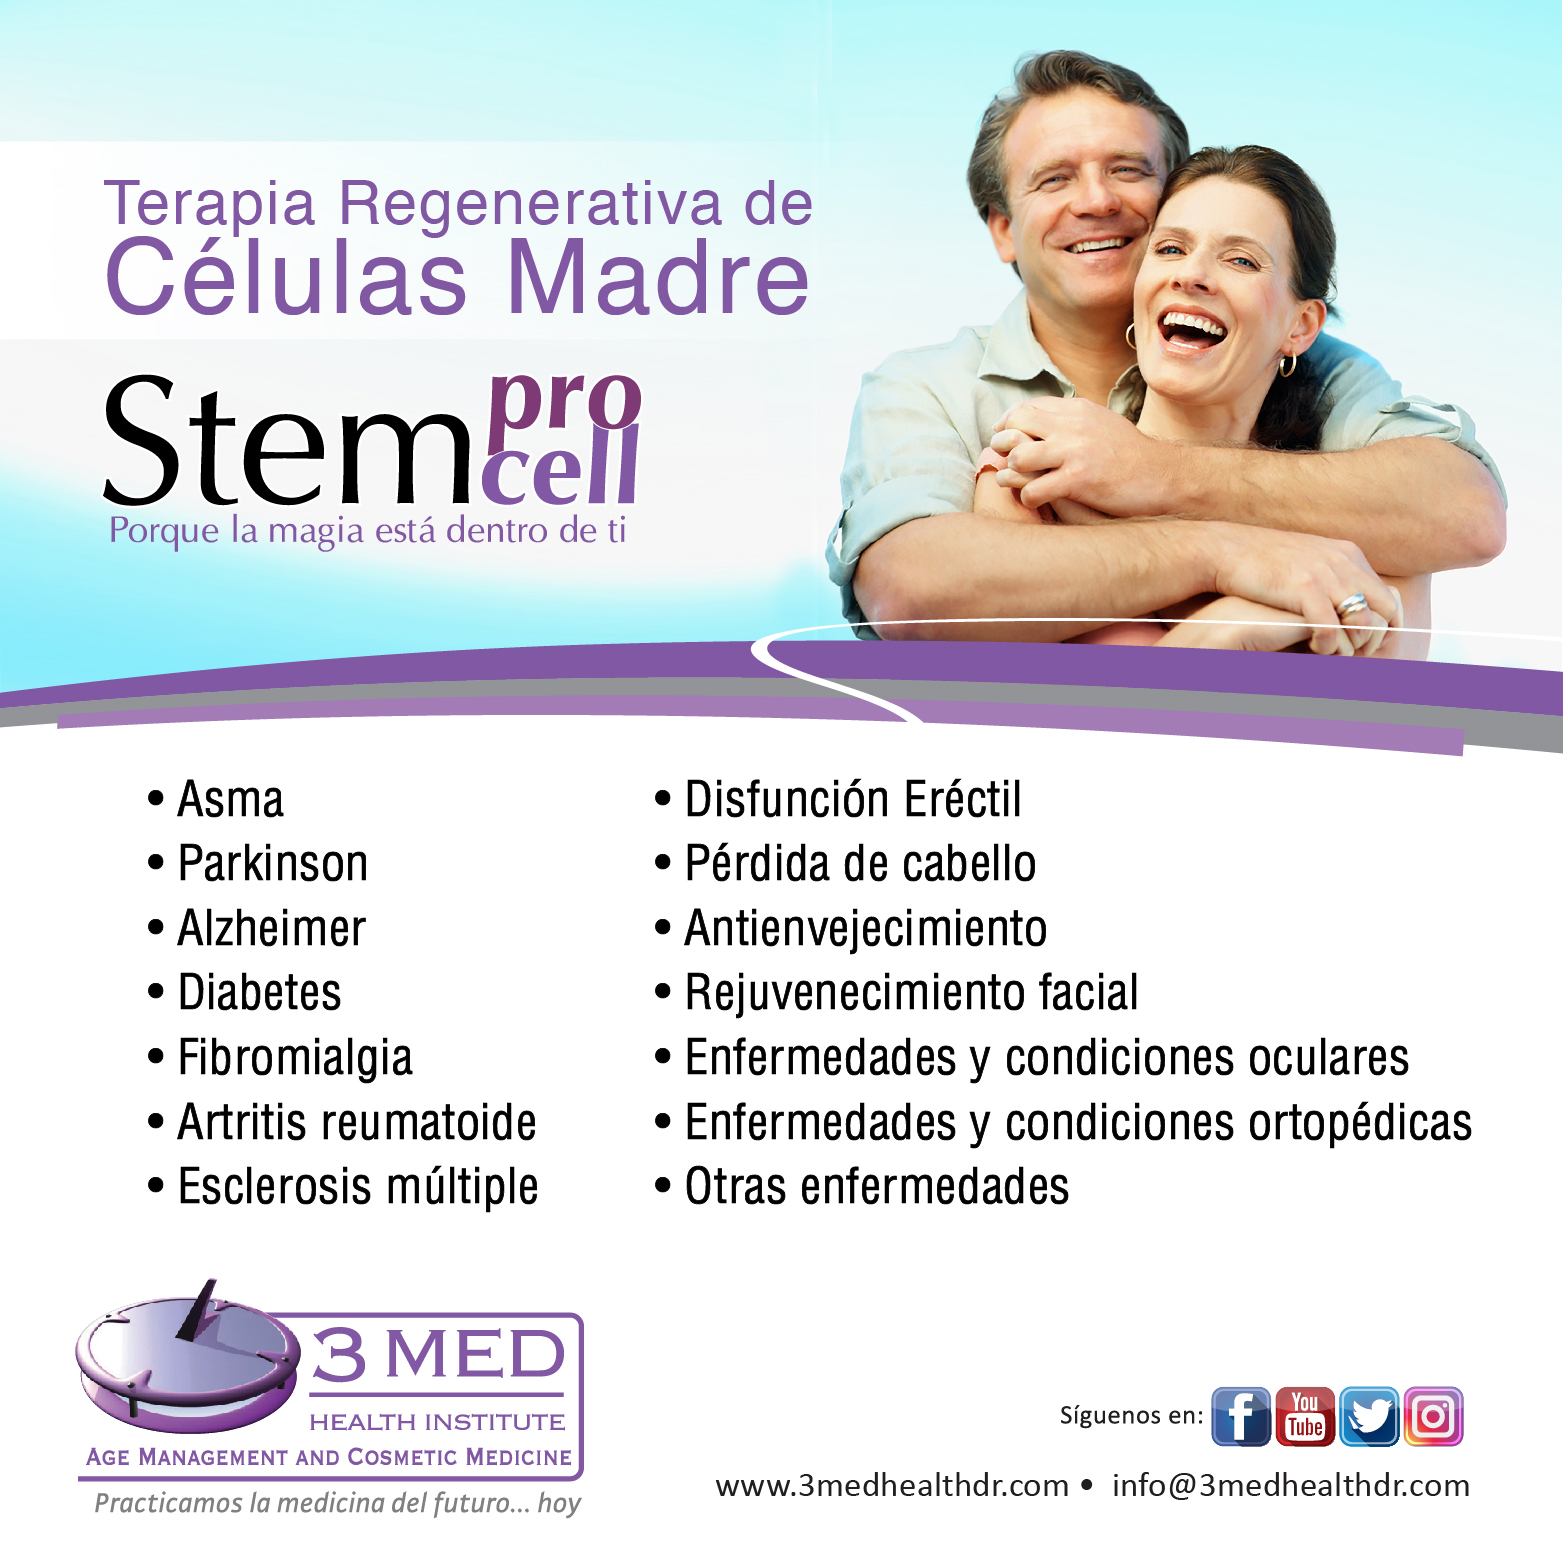 Terapia Regenerativa de
Células Madre
Stem pro cell
Porque la magia está dentro de ti
• Asma
• Parkinson
• Alzheimer
• Diabetes
• Fibromialgia
• Artritis reumatoide
• Esclerosis múltiple
• Disfunción Eréctil
• Pérdida de cabello
• Antienvejecimiento
• Rejuvenecimiento facial
• Enfermedades y condiciones oculares
• Enfermedades y condiciones ortopédicas
• Otras enfermedades
3 MED
HEALTH INSTITUTE
AGE MANAGEMENT AND COSMETIC MEDICINE
Practicamos la medicina del futuro... hoy
Síguenos en: f You Tube
www.3medhealthdr.com • info@3medhealthdr.com